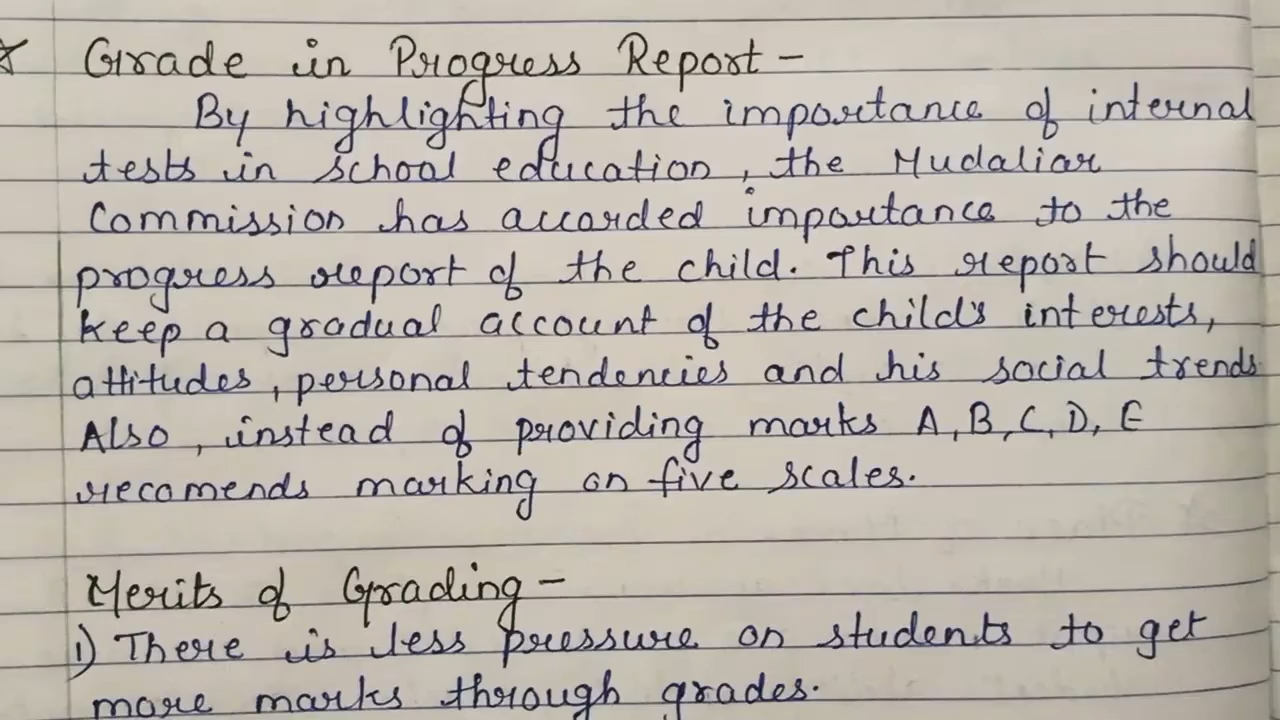 Grade in Progress Report -
By highlighting the importance of internal
tests in school education, the Mudaliar
Commission has accorded importance to the
progress report of the child. This report should
keep a gradual account of the child's interests,
attitudes, personal tendencies and his social trends
Also, instead of providing marks A, B, C, D, E
recomends marking on five scales.
Merits of Grading -
1) There is less pressure on students to get
more marks through grades.